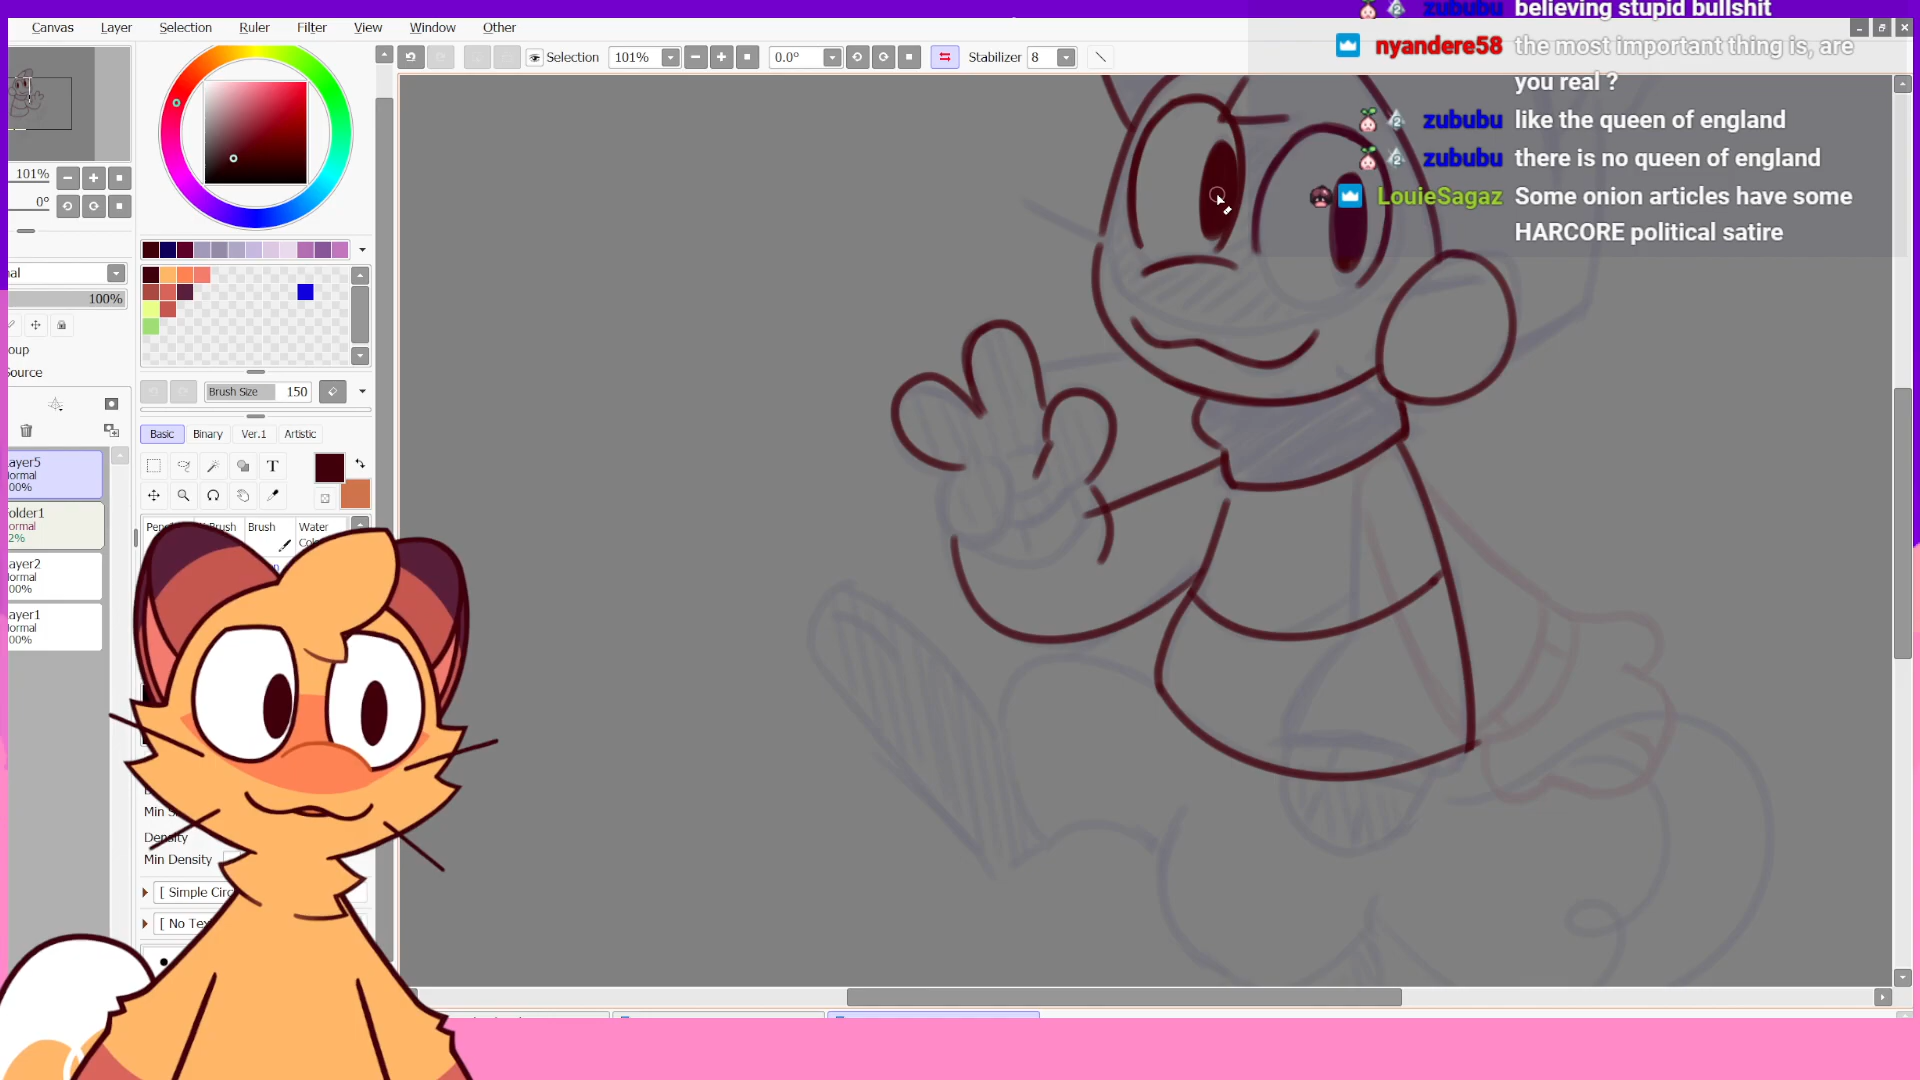 Canvas Layer Selection Ruler Filter View Window Other
Selection 101% 0.0° Stabilizer 8
zububu believing stupid bullshit
nyandere58 the most important thing is, are
you real ?
zububu like the queen of england
zububu there is no queen of england
LouieSagaz Some onion articles have some
HARCORE political satire
101%
0°
100%
Source
Brush Size 150
Basic Binary Ver.1 Artistic
T
Brush Brush Water
ayer5
ormal
00%
older1
ormal
2%
ayer2
ormal
00%
ayer1
ormal
00%
Density
Min Density
[ Simple Circ
[ No Tex